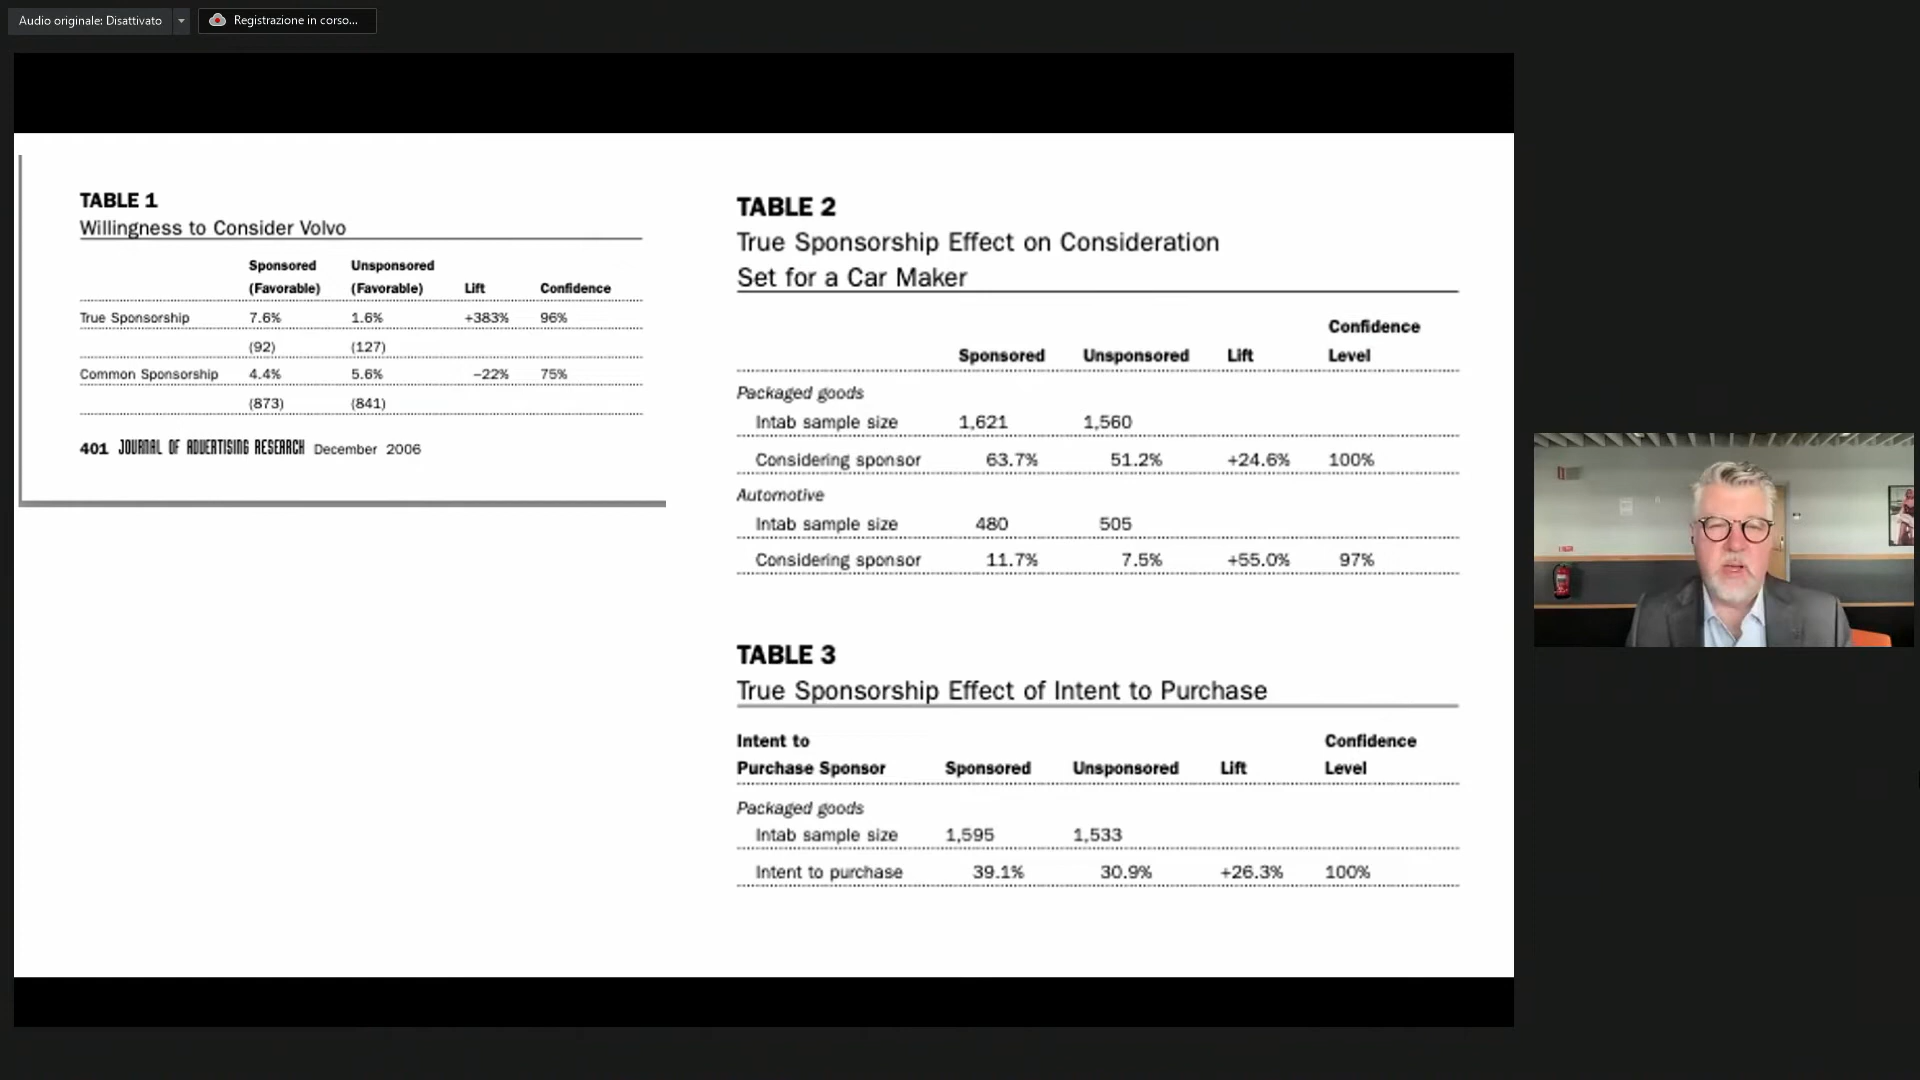 Audio originale: Disattivato
Registrazione in corso...
TABLE 1
Willingness to Consider Volvo
Sponsored Unsponsored
(Favorable) (Favorable) Lift Confidence
True Sponsorship 7.6% 1.6% +383% 96%
(92) (127)
Common Sponsorship 4.4% 5.6% –22% 75%
(873) (841)
401 JOURNAL OF ADVERTISING RESEARCH December 2006
TABLE 2
True Sponsorship Effect on Consideration
Set for a Car Maker
Confidence
Sponsored Unsponsored Lift Level
Packaged goods
Intab sample size 1,621 1,560
Considering sponsor 63.7% 51.2% +24.6% 100%
Automotive
Intab sample size 480 505
Considering sponsor 11.7% 7.5% +55.0% 97%
TABLE 3
True Sponsorship Effect of Intent to Purchase
Intent to Confidence
Purchase Sponsor Sponsored Unsponsored Lift Level
Packaged goods
Intab sample size 1,595 1,533
Intent to purchase 39.1% 30.9% +26.3% 100%